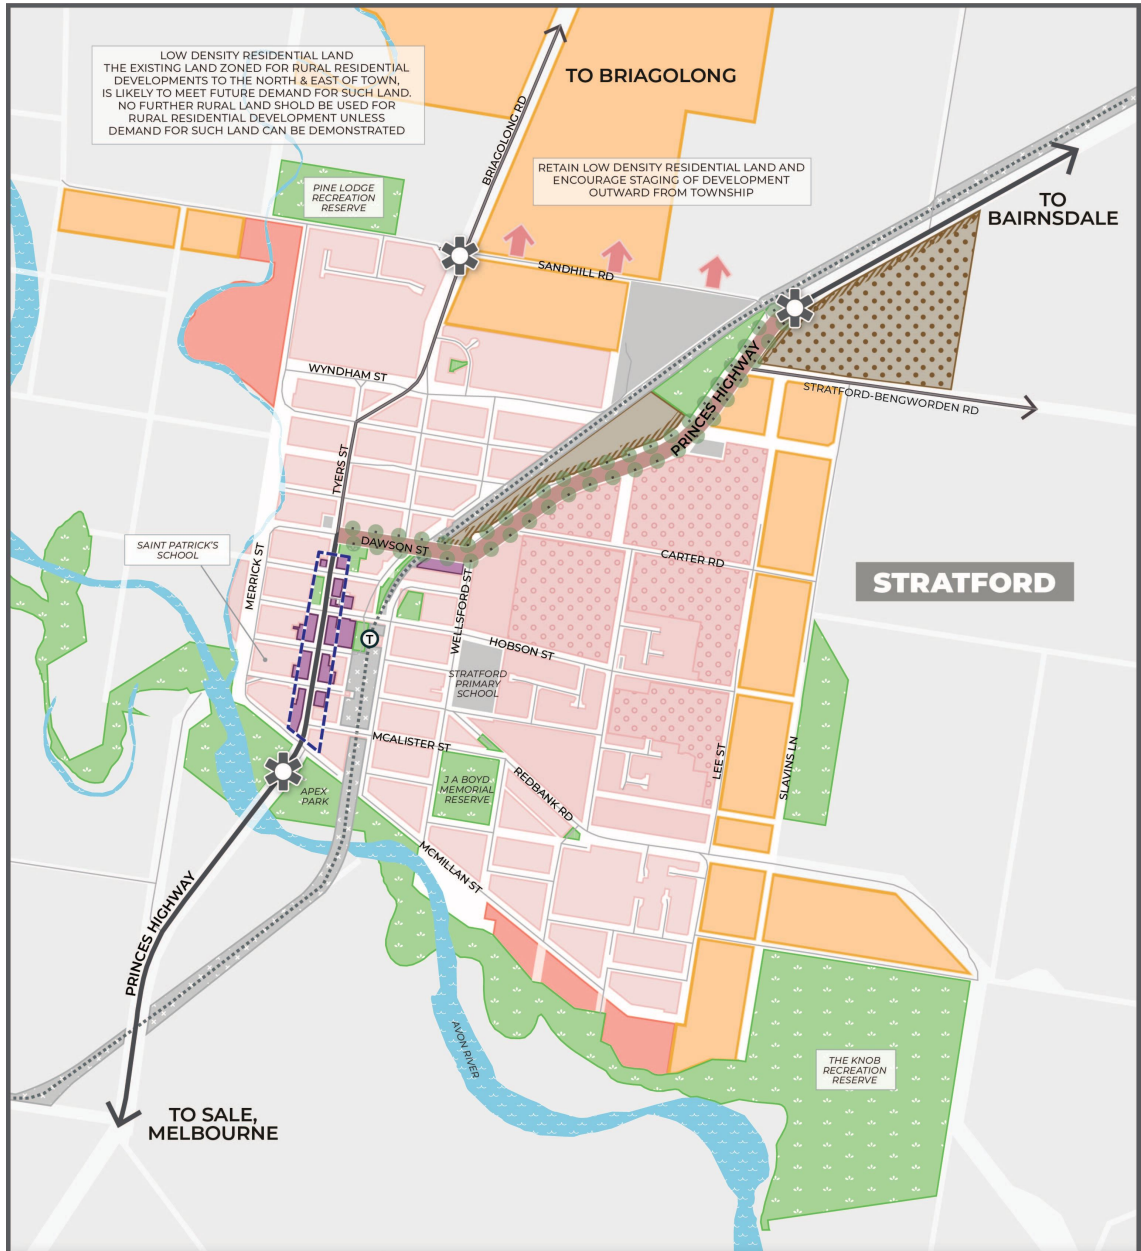 LOW DENSITY RESIDENTIAL LAND
THE EXISTING LAND ZONED FOR RURAL RESIDENTIAL
DEVELOPMENTS TO THE NORTH & EAST OF TOWN,
IS LIKELY TO MEET FUTURE DEMAND FOR SUCH LAND.
NO FURTHER RURAL LAND SHOLD BE USED FOR
RURAL RESIDENTIAL DEVELOPMENT UNLESS
DEMAND FOR SUCH LAND CAN BE DEMONSTRATED
TO BRIAGOLONG
BRIAGOLONG RD
RETAIN LOW DENSITY RESIDENTIAL LAND AND
ENCOURAGE STAGING OF DEVELOPMENT
OUTWARD FROM TOWNSHIP
PINE LODGE
RECREATION
RESERVE
TO
BAIRNSDALE
SANDHILL RD
WYNDHAM ST
PRINCES HIGHWAY
STRATFORD-BENGWORDEN RD
TYERS ST
SAINT PATRICK'S
SCHOOL
MERRICK ST
DAWSON ST
CARTER RD
STRATFORD
WELLSFORD ST
T
HOBSON ST
STRATFORD
PRIMARY
SCHOOL
MCALISTER ST
LEE ST
SLAVINS LN
APEX
PARK
J A BOYD
MEMORIAL
RESERVE
REDBANK RD
MCMILLAN ST
PRINCES HIGHWAY
AVON RIVER
THE KNOB
RECREATION
RESERVE
TO SALE,
MELBOURNE